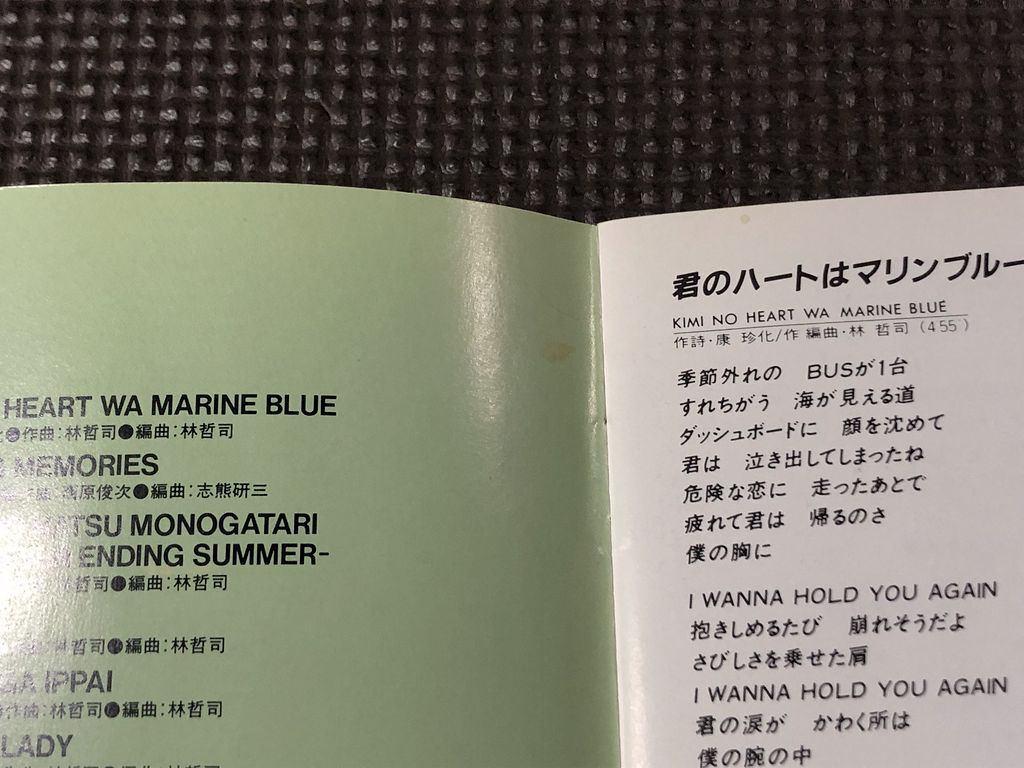 HEART WA MARINE BLUE
作曲:林哲司●編曲:林哲司
MEMORIES
原俊次●編曲:志熊研三
TSU MONOGATARI
ENDING SUMMER-
哲司●編曲:林哲司
哲司●編曲:林哲司
GA IPPAI
作曲:林哲司●編曲:林哲司
LADY
君のハートはマリンブルー
KIMI NO HEART WA MARINE BLUE
作詩・康 珍化/作 編曲・林 哲司 (4 55")
季節外れの BUSが1台
すれちがう 海が見える道
ダッシュボードに 顔を沈めて
君は 泣き出してしまったね
危険な恋に 走ったあとで
疲れて君は 帰るのさ
僕の胸に
I WANNA HOLD YOU AGAIN
抱きしめるたび 崩れそうだよ
さびしさを乗せた肩
I WANNA HOLD YOU AGAIN
君の涙が かわく所は
僕の腕の中